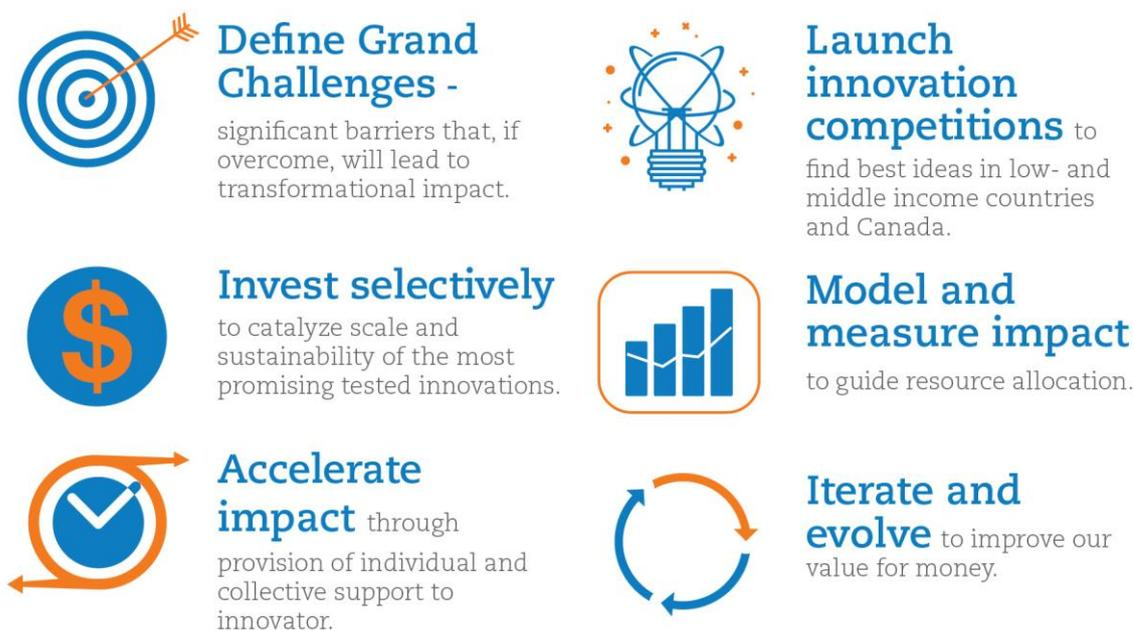 Define Grand
Challenges -
significant barriers that, if
overcome, will lead to
transformational impact.
Launch
innovation
competitions to
find best ideas in low- and
middle income countries
and Canada.
Invest selectively
to catalyze scale and
sustainability of the most
promising tested innovations.
Model and
measure impact
to guide resource allocation.
Accelerate
impact through
provision of individual and
collective support to
innovator.
Iterate and
evolve to improve our
value for money.
$